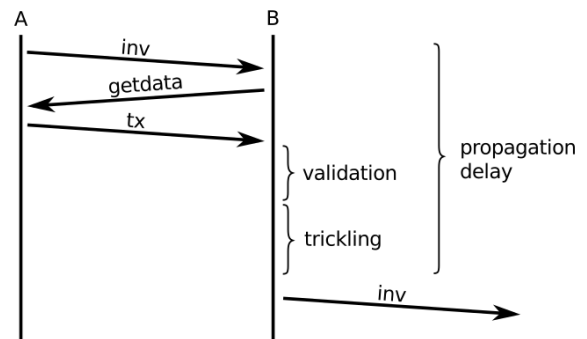 A
B
inv
getdata
tx
validation
trickling
propagation
delay
inv